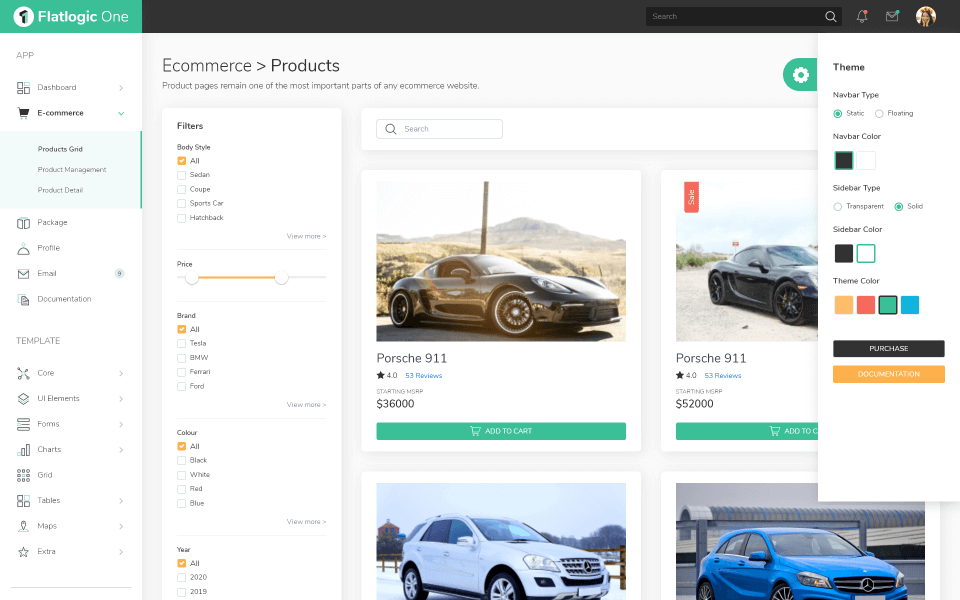 Flatlogic One
Search
APP
Dashboard
E-commerce
Products Grid
Product Management
Product Detail
Package
Profile
Email
9
Documentation
TEMPLATE
Core
UI Elements
Forms
Charts
Grid
Tables
Maps
Extra
Ecommerce > Products
Product pages remain one of the most important parts of any ecommerce website.
Filters
Body Style
All
Sedan
Coupe
Sports Car
Hatchback
View more >
Price
Brand
All
Tesla
BMW
Ferrari
Ford
View more >
Colour
All
Black
White
Red
Blue
View more >
Year
All
2020
2019
Search
Porsche 911
4.0 53 Reviews
STARTING MSRP
$36000
ADD TO CART
Sale
Porsche 911
4.0 53 Reviews
STARTING MSRP
$52000
ADD TO C
Theme
Navbar Type
Static Floating
Navbar Color
Sidebar Type
Transparent Solid
Sidebar Color
Theme Color
PURCHASE
DOCUMENTATION